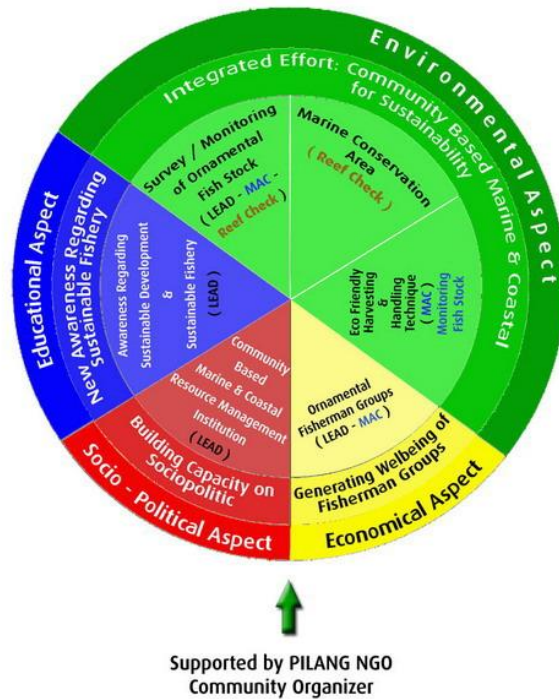 Environmental Aspect
Integrated Effort: Community Based Marine & Coastal
for Sustainability
Survey / Monitoring
of Ornamental
Fish Stock
( LEAD - MAC -
Reef Check )
Marine Conservation
Area
( Reef Check )
Eco Friendly
Harvesting
&
Handling
Technique
( MAC )
Monitoring
Fish Stock
Educational Aspect
New Awareness Regarding
Sustainable Fishery
Awareness Regarding
Sustainable Development
&
Sustainable Fishery
( LEAD )
Community
Based
Marine & Coastal
Resource Management
Institution
(LEAD )
Building Capacity on
Sociopolitic
Socio - Political Aspect
Ornamental
Fisherman Groups
(LEAD - MAC )
Generating Welbeing of
Fisherman Groups
Economical Aspect
Supported by PILANG NGO
Community Organizer